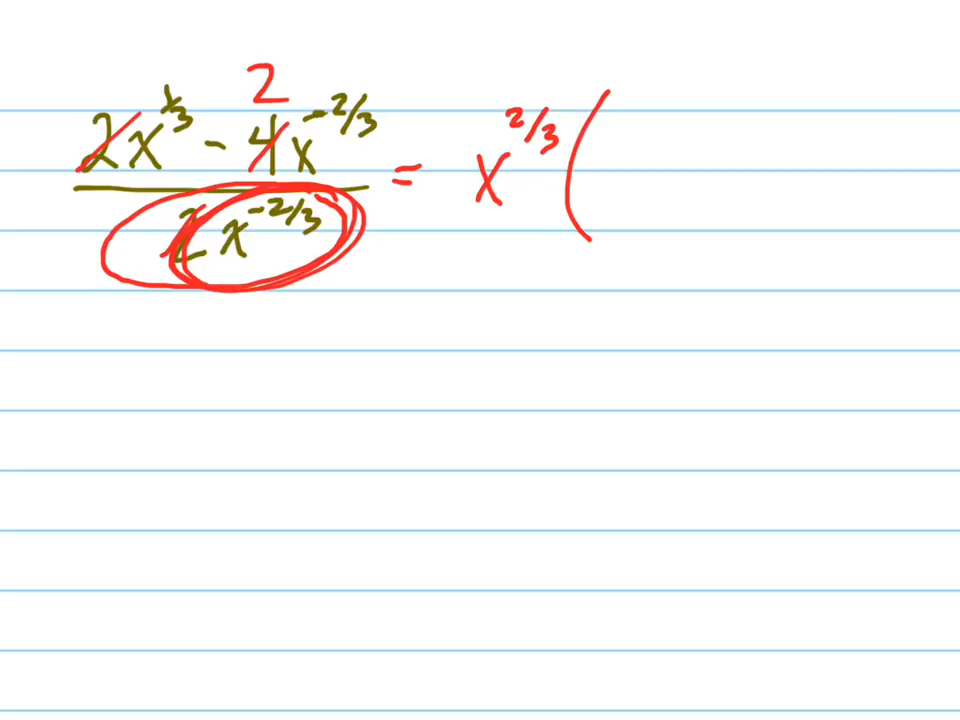 2
2x^{1/3} - 4x^{-2/3} = x^{2/3} (
2x^{-2/3}